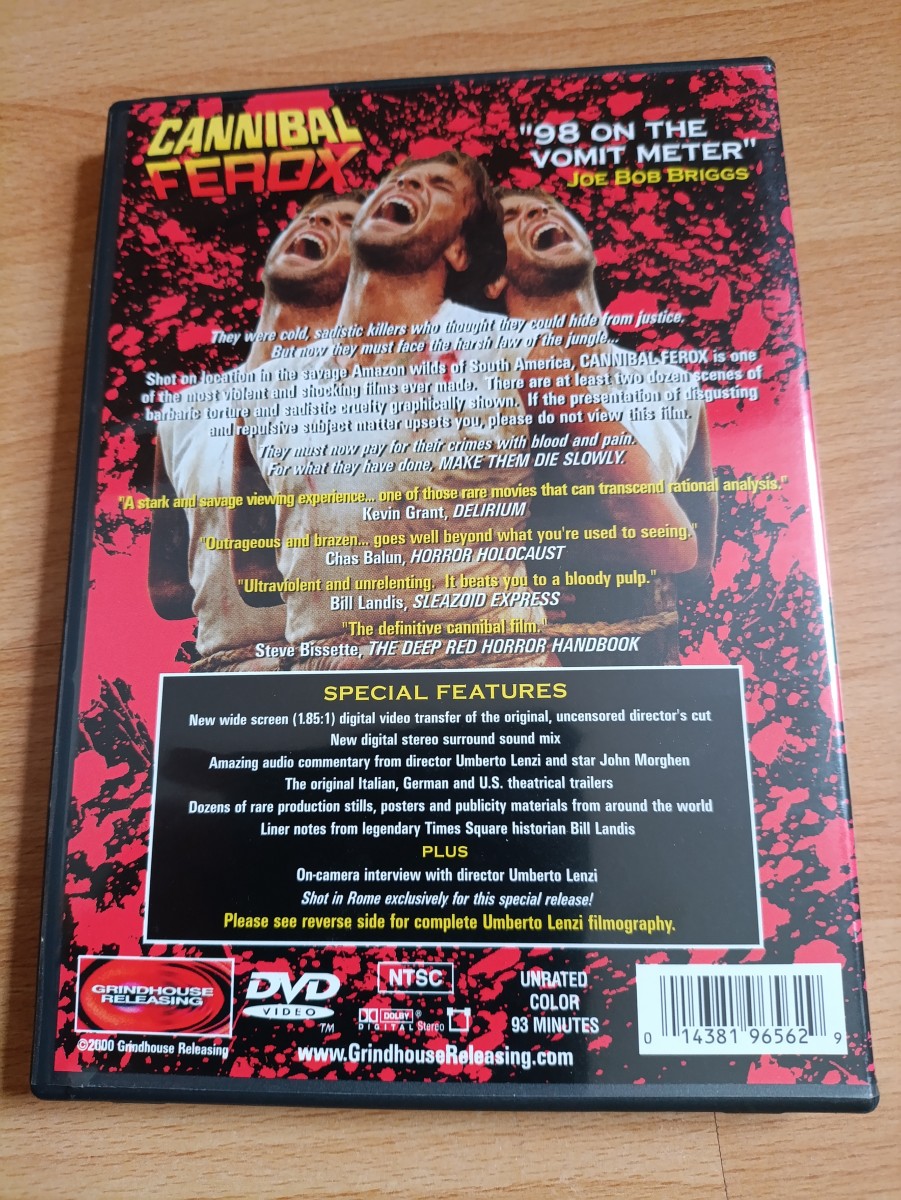 CANNIBAL
FEROX
"98 ON THE
VOMIT METER"
JOE BOB BRIGGS
They were cold, sadistic killers who thought they could hide from justice.
But now they must face the harsh law of the jungle...
Shot on location in the savage Amazon wilds of South America, CANNIBAL FEROX is one
of the most violent and shocking films ever made. There are at least two dozen scenes of
barbaric torture and sadistic cruelty graphically shown. If the presentation of disgusting
and repulsive subject matter upsets you, please do not view this film.
They must now pay for their crimes with blood and pain.
For what they have done, MAKE THEM DIE SLOWLY.
"A stark and savage viewing experience... one of those rare movies that can transcend rational analysis."
Kevin Grant, DELIRIUM
"Outrageous and brazen... goes well beyond what you're used to seeing."
Chas Balun, HORROR HOLOCAUST
"Ultraviolent and unrelenting. It beats you to a bloody pulp."
Bill Landis, SLEAZOID EXPRESS
"The definitive cannibal film."
Steve Bissette, THE DEEP RED HORROR HANDBOOK
SPECIAL FEATURES
New wide screen (1.85:1) digital video transfer of the original, uncensored director's cut
New digital stereo surround sound mix
Amazing audio commentary from director Umberto Lenzi and star John Morghen
The original Italian, German and U.S. theatrical trailers
Dozens of rare production stills, posters and publicity materials from around the world
Liner notes from legendary Times Square historian Bill Landis
PLUS
On-camera interview with director Umberto Lenzi
Shot in Rome exclusively for this special release!
Please see reverse side for complete Umberto Lenzi filmography.
GRINDHOUSE
RELEASING
©2000 Grindhouse Releasing
DVD
VIDEO
TM
NTSC
DOLBY ®
DIGITAL Stereo
www.GrindhouseReleasing.com
UNRATED
COLOR
93 MINUTES
0 14381 96562 9